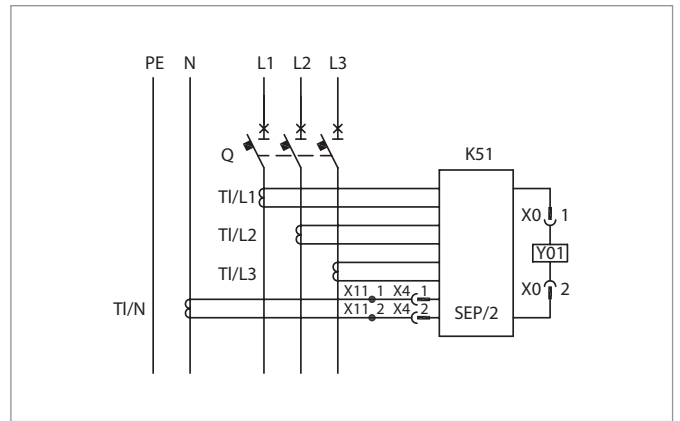 PE N L1 L2 L3
Q
K51
TI/L1
X0 1
TI/L2
Y01
TI/L3
X0 2
X11 1 X4 1
TI/N
X11 2 X4 2
SEP/2